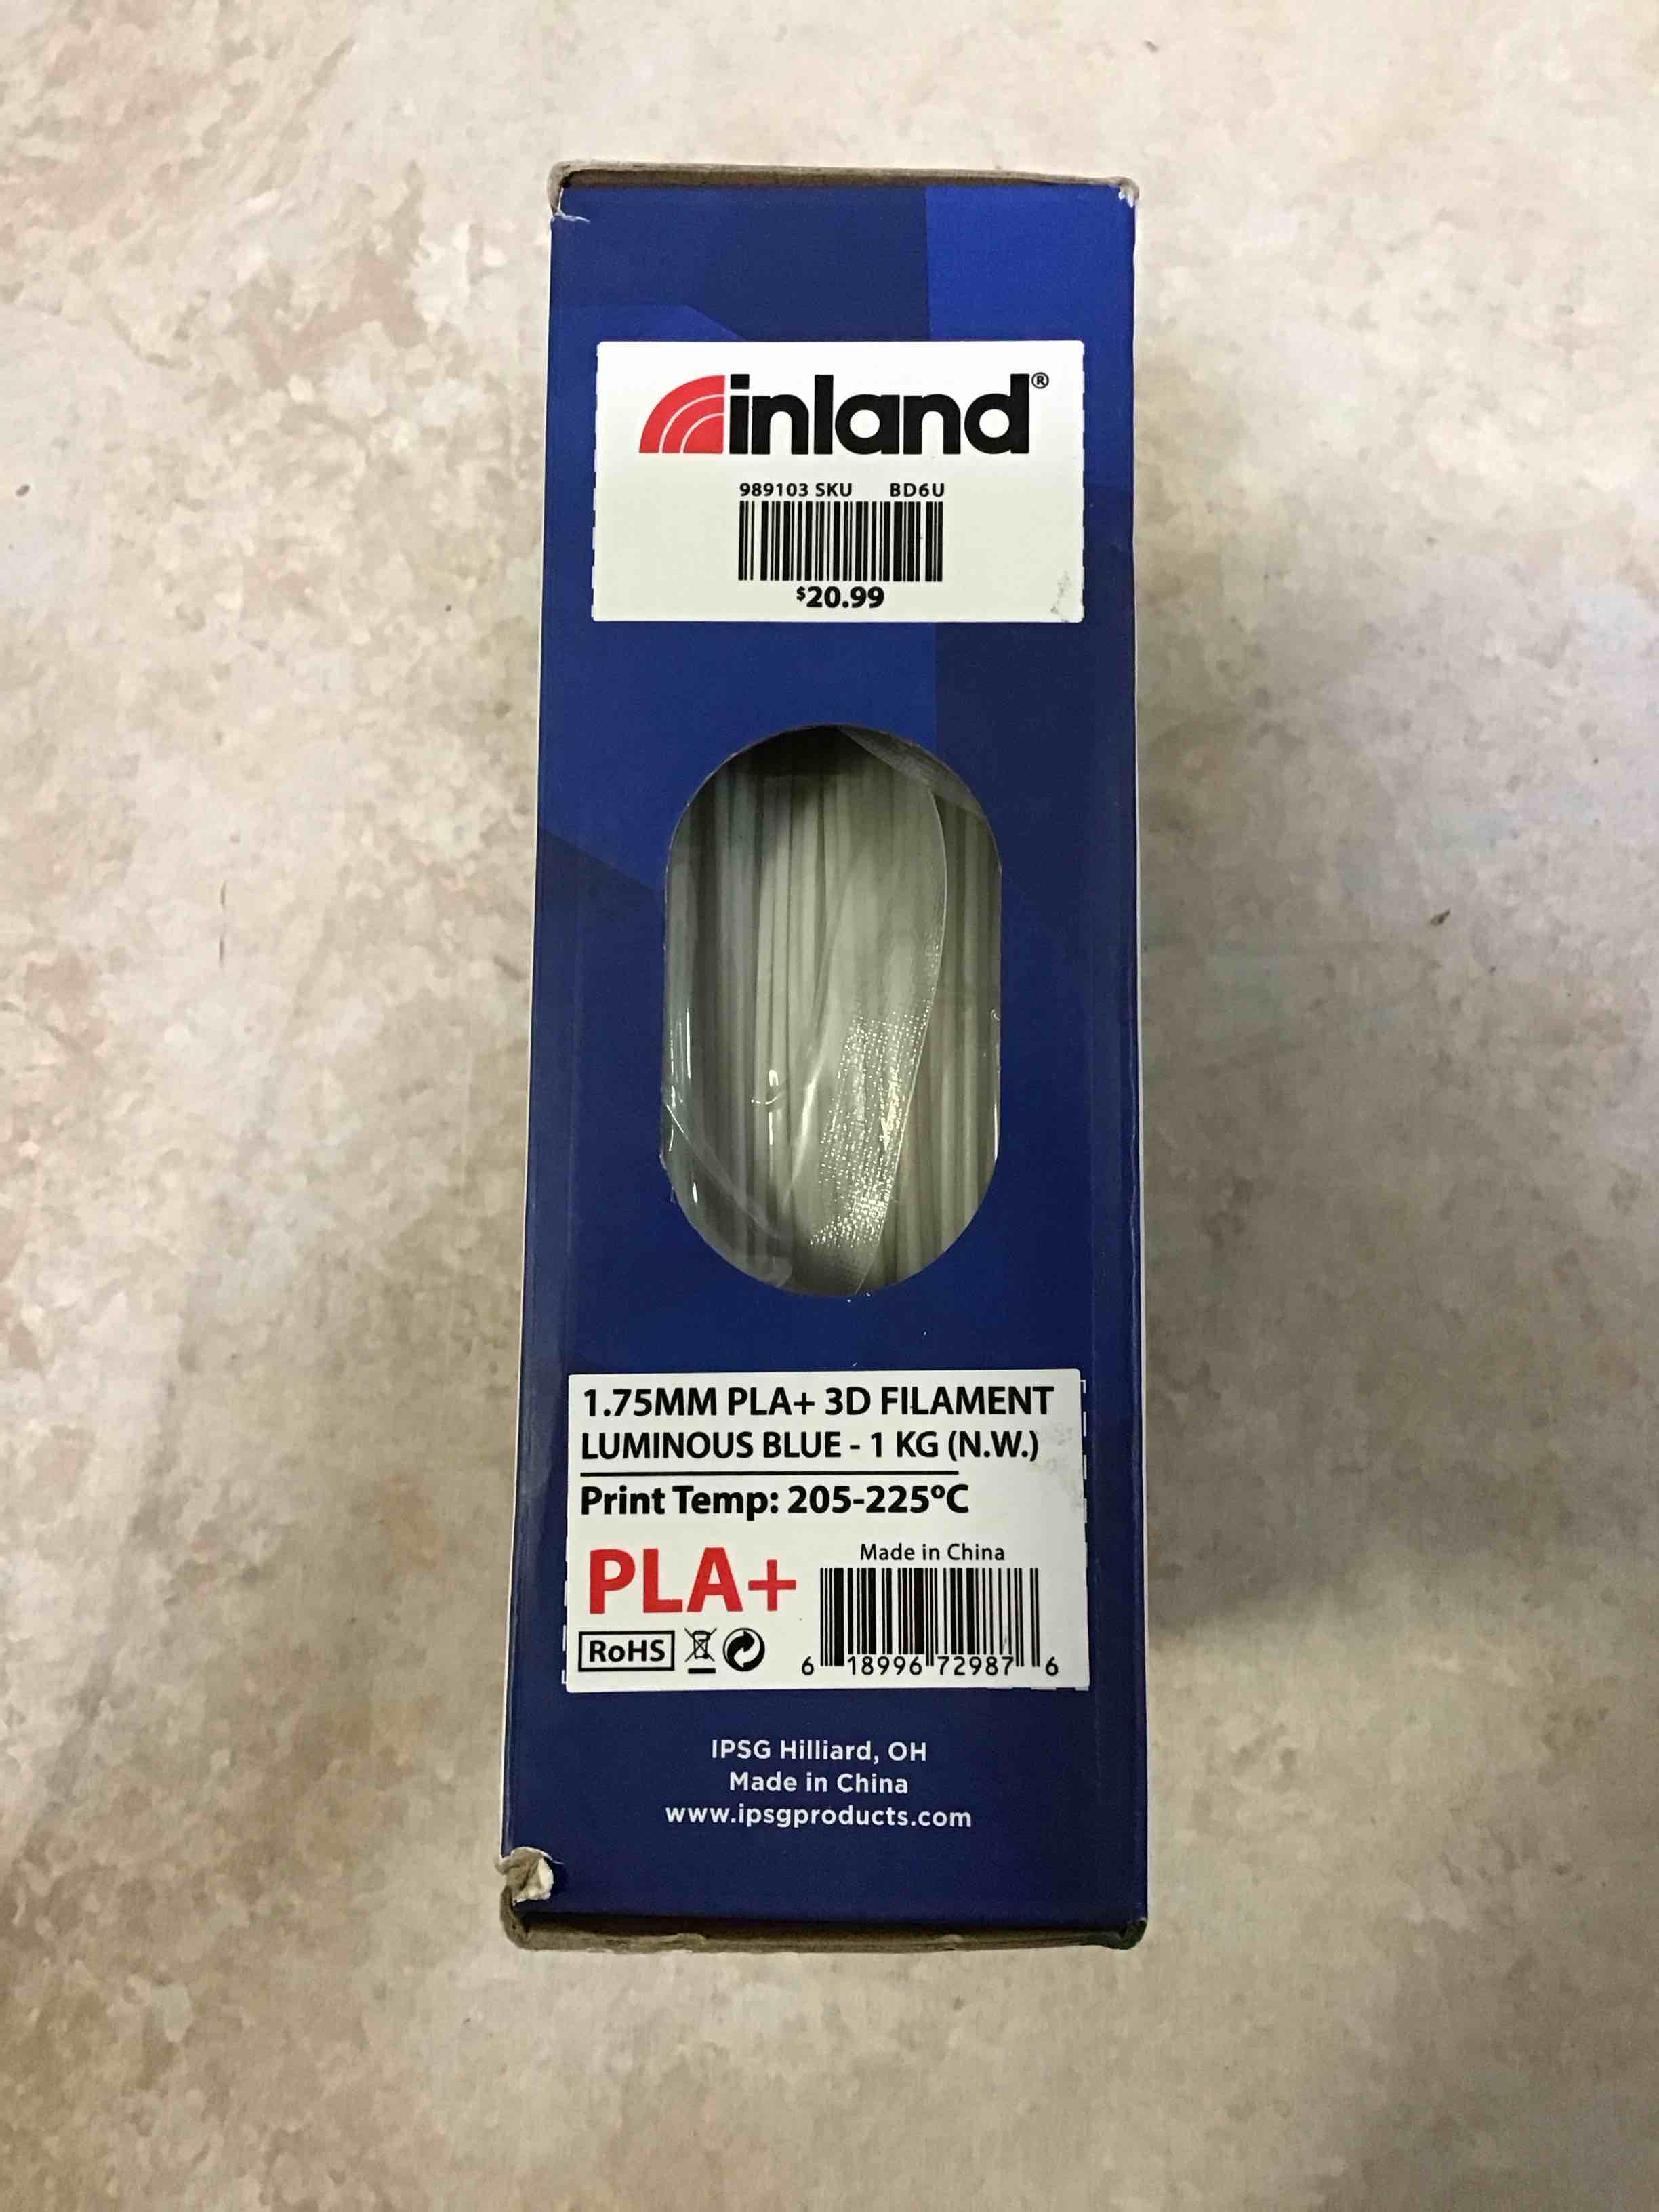 inland®
989103 SKU BD6U
$20.99
1.75MM PLA+ 3D FILAMENT
LUMINOUS BLUE - 1 KG (N.W.)
Print Temp: 205-225ºC
PLA+
Made in China
RoHS
6 18996 72987 6
IPSG Hilliard, OH
Made in China
www.ipsgproducts.com